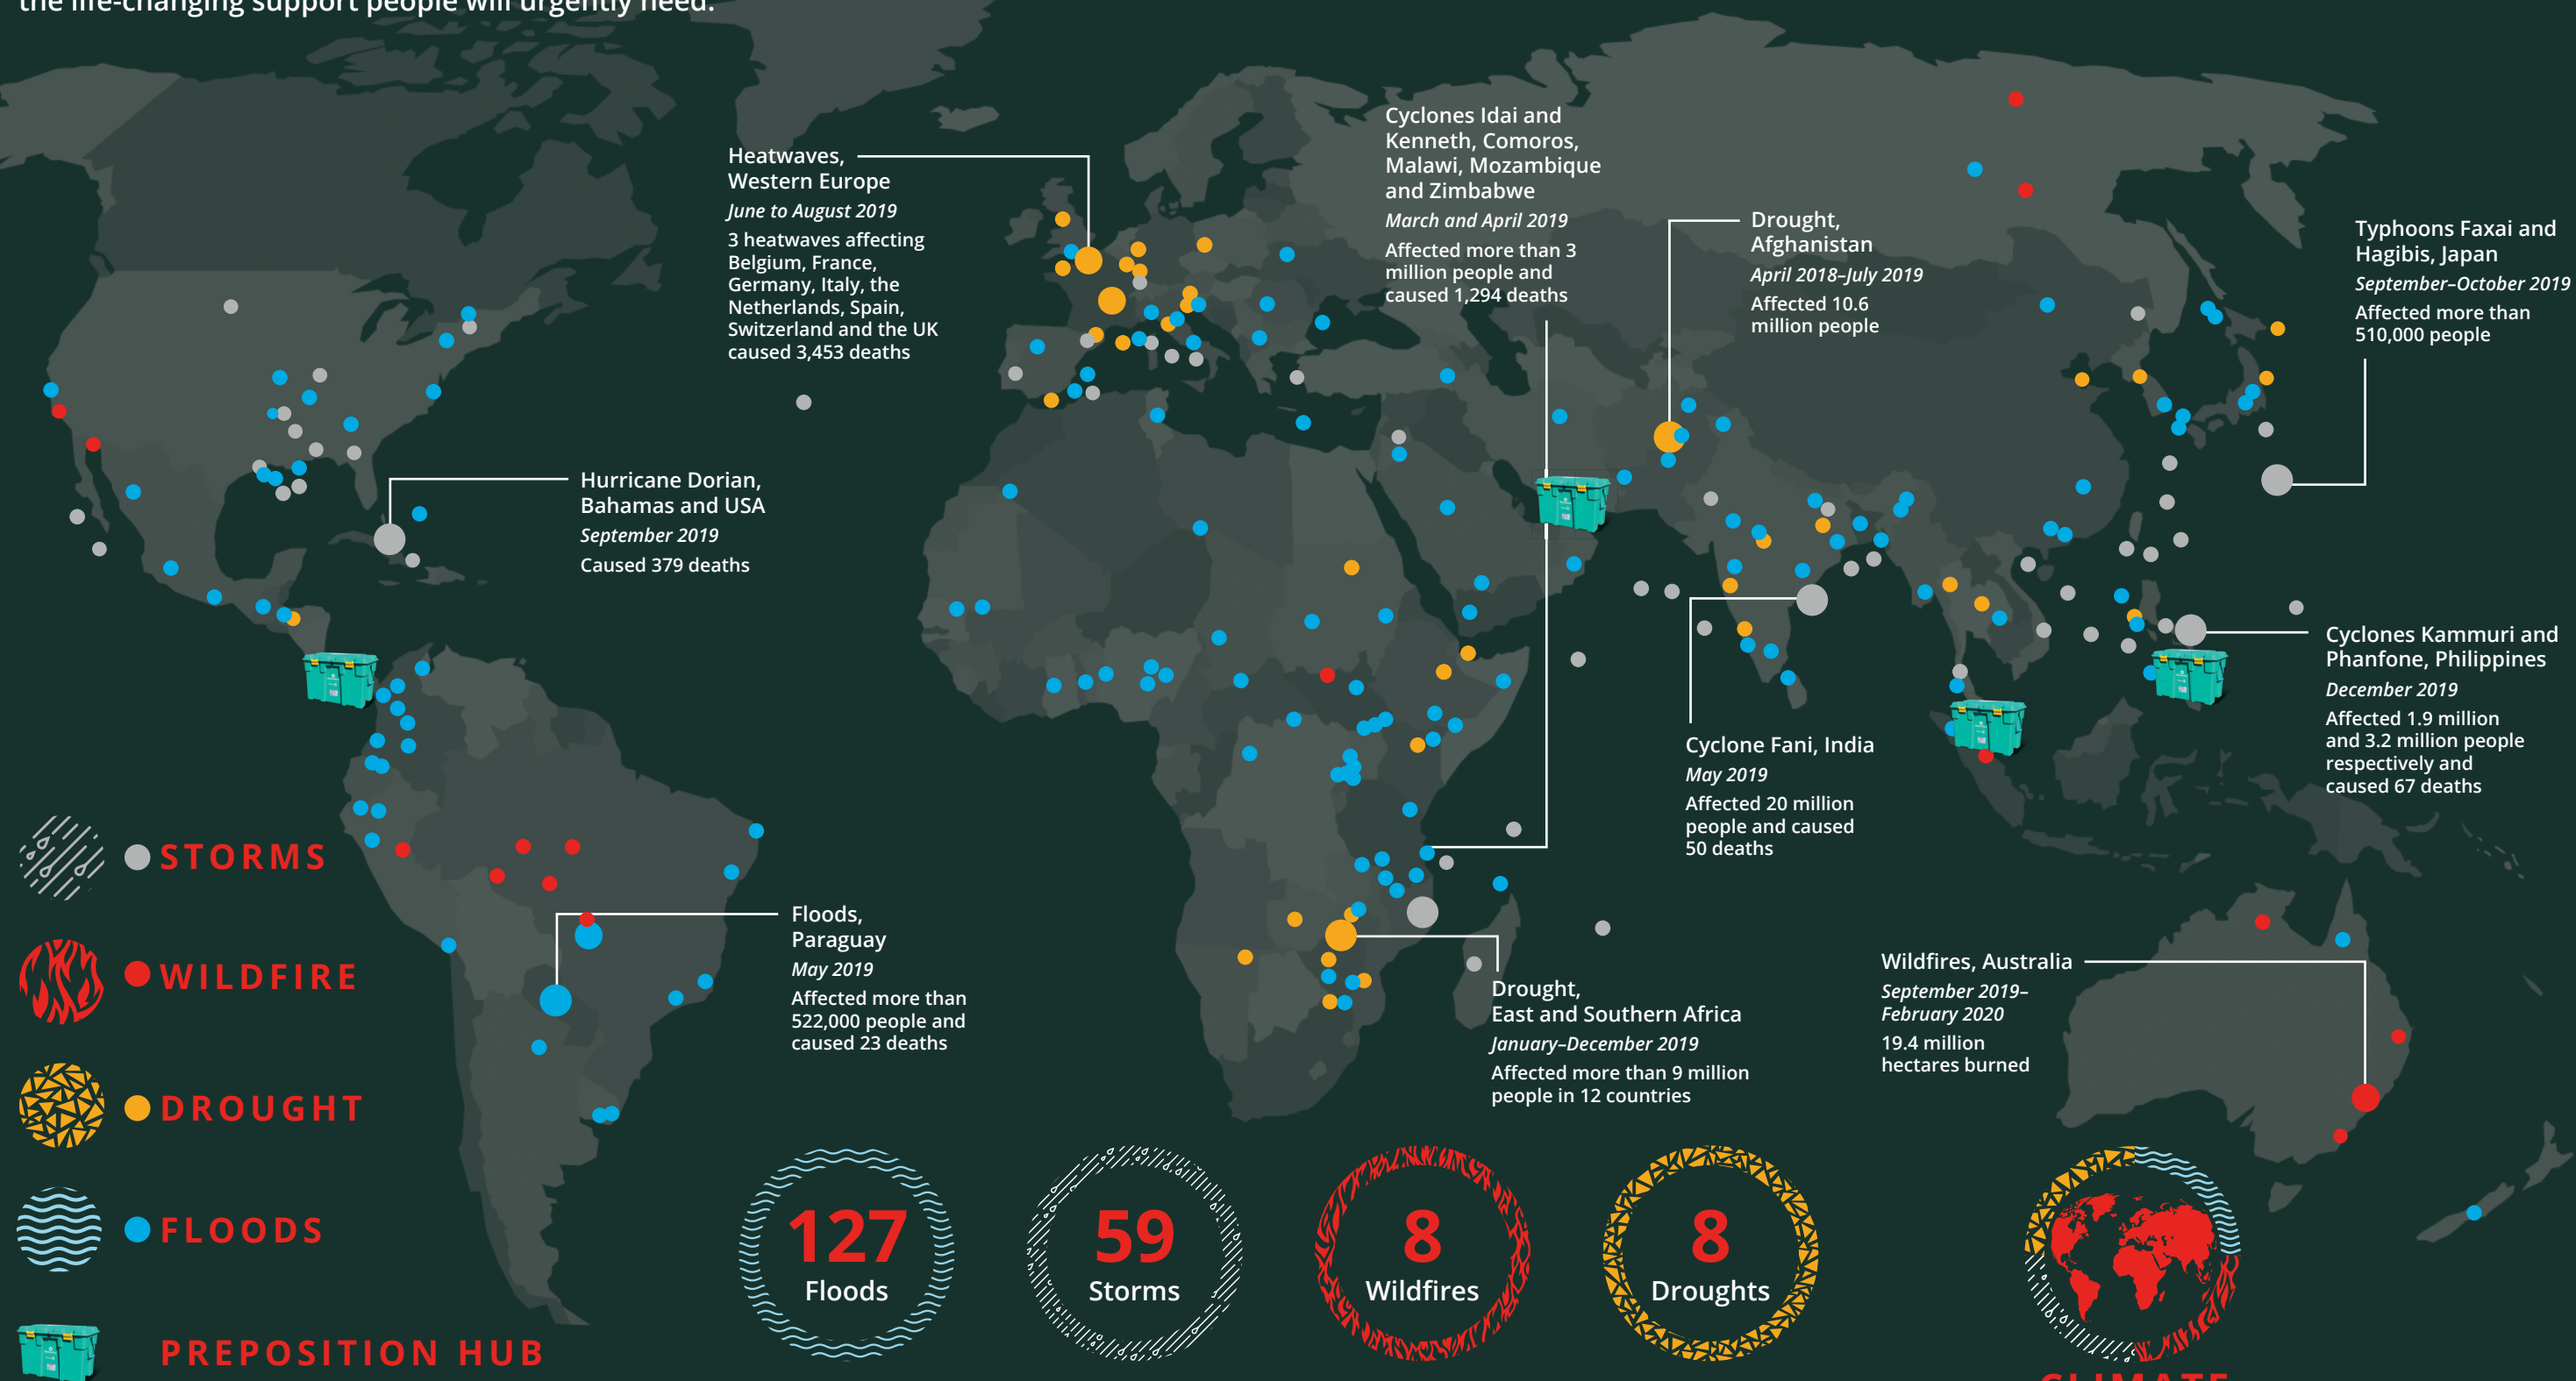 the life-changing support people will urgently need.
Heatwaves,
Western Europe
June to August 2019
3 heatwaves affecting
Belgium, France,
Germany, Italy, the
Netherlands, Spain,
Switzerland and the UK
caused 3,453 deaths
Cyclones Idai and
Kenneth, Comoros,
Malawi, Mozambique
and Zimbabwe
March and April 2019
Affected more than 3
million people and
caused 1,294 deaths
Drought,
Afghanistan
April 2018–July 2019
Affected 10.6
million people
Typhoons Faxai and
Hagibis, Japan
September–October 2019
Affected more than
510,000 people
Hurricane Dorian,
Bahamas and USA
September 2019
Caused 379 deaths
Cyclones Kammuri and
Phanfone, Philippines
December 2019
Affected 1.9 million
and 3.2 million people
respectively and
caused 67 deaths
Cyclone Fani, India
May 2019
Affected 20 million
people and caused
50 deaths
Floods,
Paraguay
May 2019
Affected more than
522,000 people and
caused 23 deaths
Drought,
East and Southern Africa
January–December 2019
Affected more than 9 million
people in 12 countries
Wildfires, Australia
September 2019–
February 2020
19.4 million
hectares burned
STORMS
WILDFIRE
DROUGHT
FLOODS
PREPOSITION HUB
127
Floods
59
Storms
8
Wildfires
8
Droughts
CLIMATE